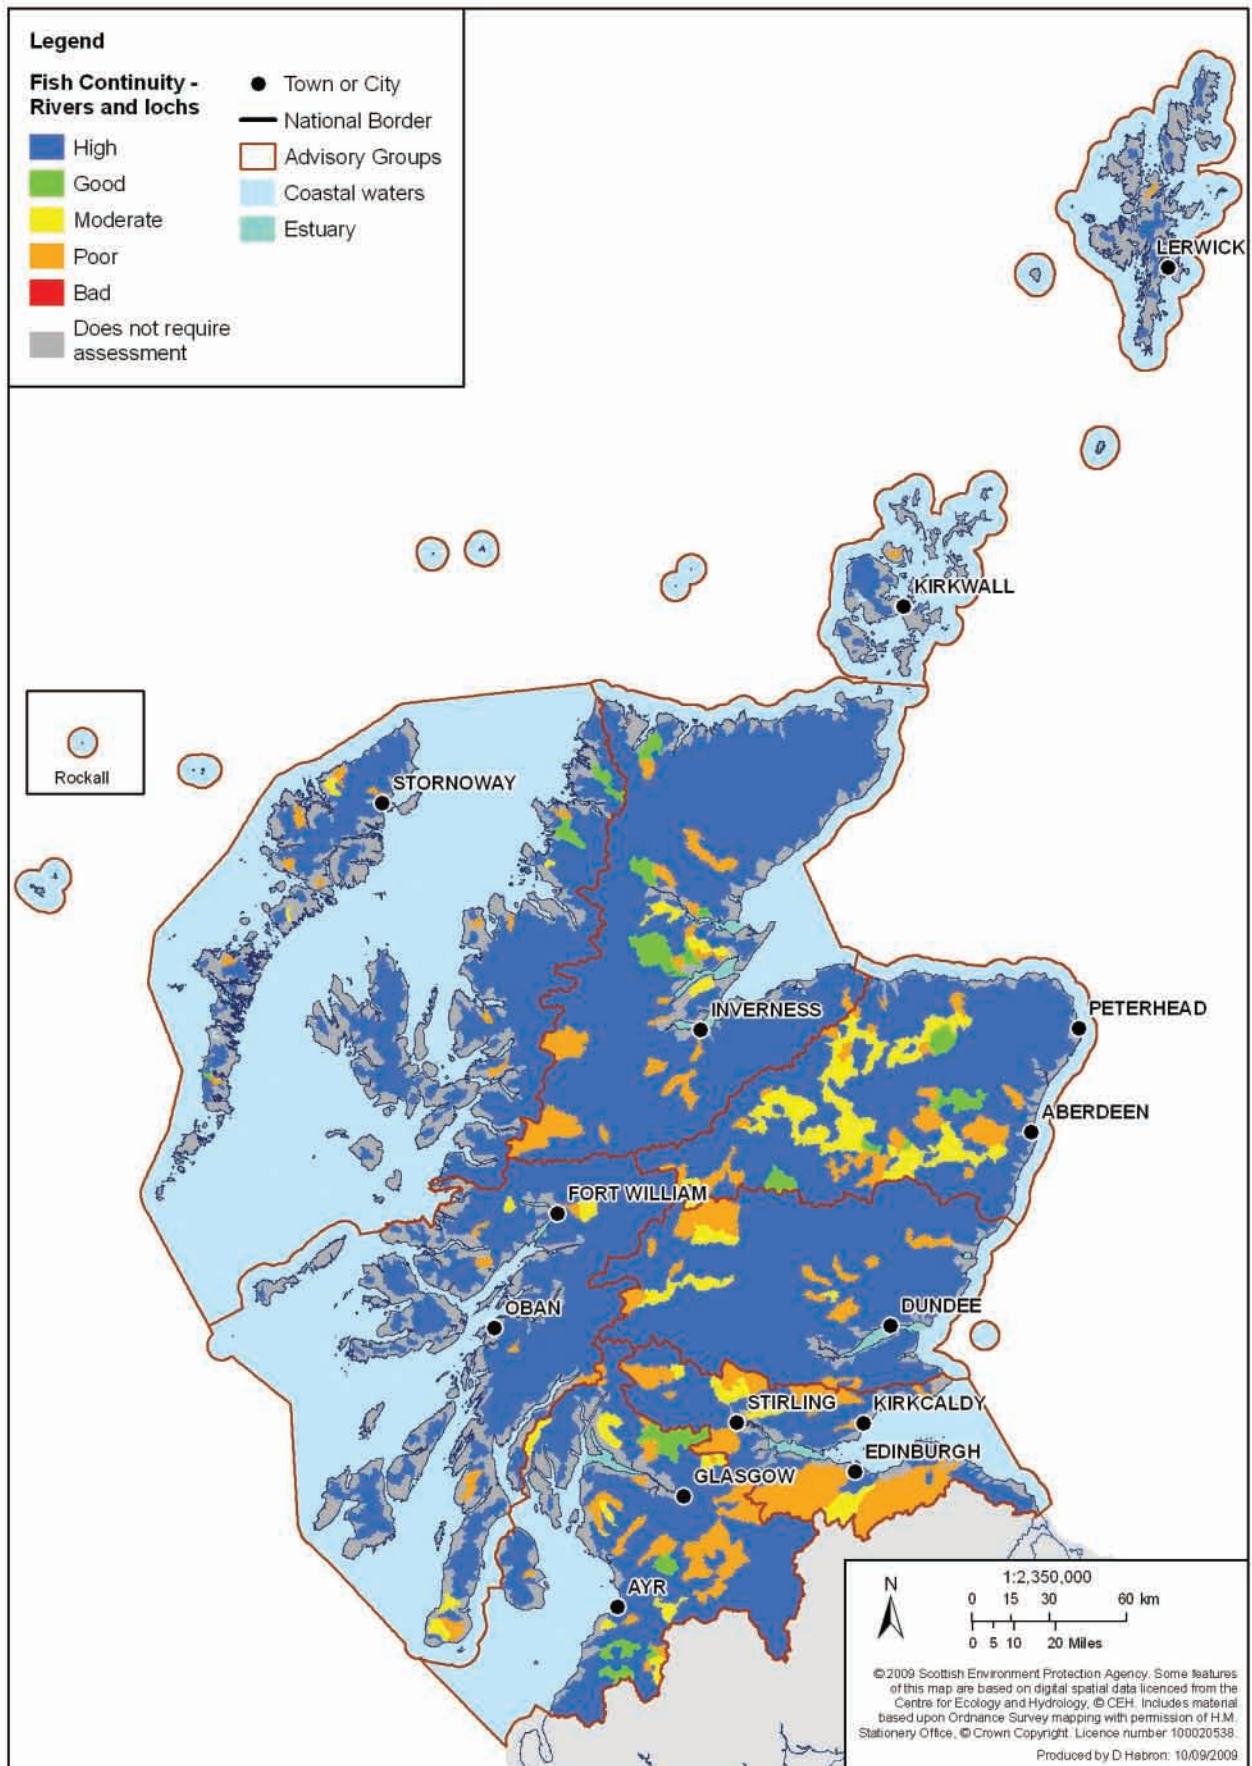 Legend
Fish Continuity -
Rivers and lochs
High
Good
Moderate
Poor
Bad
Does not require
assessment
Town or City
National Border
Advisory Groups
Coastal waters
Estuary
LERWICK
KIRKWALL
Rockall
STORNOWAY
INVERNESS
PETERHEAD
ABERDEEN
FORT WILLIAM
OBAN
DUNDEE
STIRLING
KIRKCALDY
EDINBURGH
GLASGOW
AYR
N
1:2,350,000
0 15 30 60 km
0 5 10 20 Miles
©2009 Scottish Environment Protection Agency. Some features
of this map are based on digital spatial data licenced from the
Centre for Ecology and Hydrology, © CEH. Includes material
based upon Ordnance Survey mapping with permission of H.M.
Stationery Office, © Crown Copyright. Licence number 100020538.
Produced by D Habron: 10/09/2009